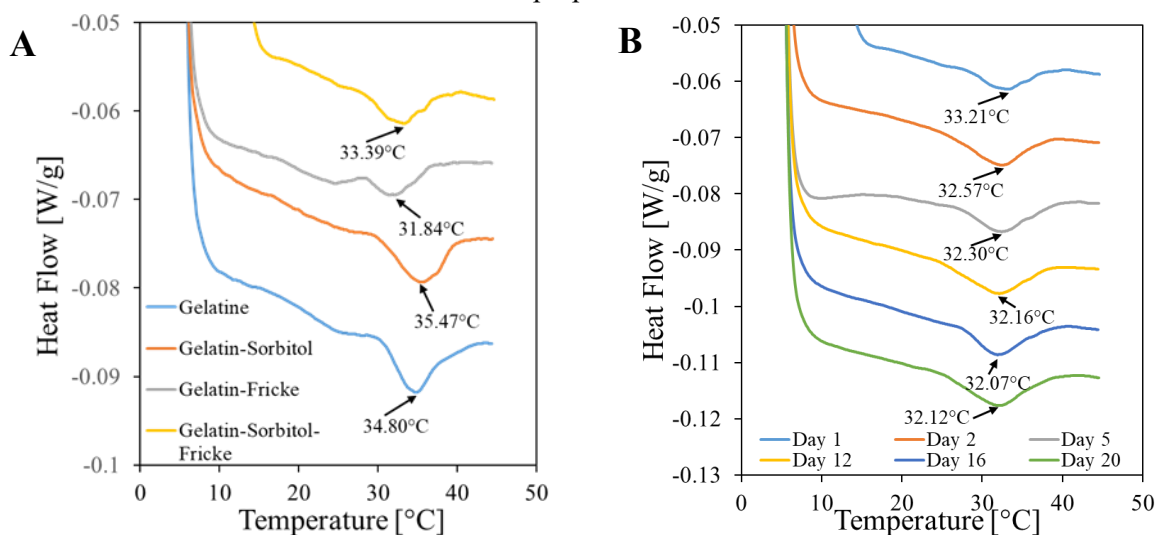 A
-0.05
-0.06
-0.07
-0.08
-0.09
-0.1
Heat Flow [W/g]
33.39°C
31.84°C
35.47°C
34.80°C
Gelatine
Gelatin-Sorbitol
Gelatin-Fricke
Gelatin-Sorbitol-
Fricke
0 10 20 30 40 50
Temperature [°C]
B
-0.05
-0.06
-0.07
-0.08
-0.09
-0.1
-0.11
-0.12
-0.13
Heat Flow [W/g]
33.21°C
32.57°C
32.30°C
32.16°C
32.07°C
32.12°C
Day 1 Day 2 Day 5
Day 12 Day 16 Day 20
0 10 20 30 40 50
Temperature [°C]